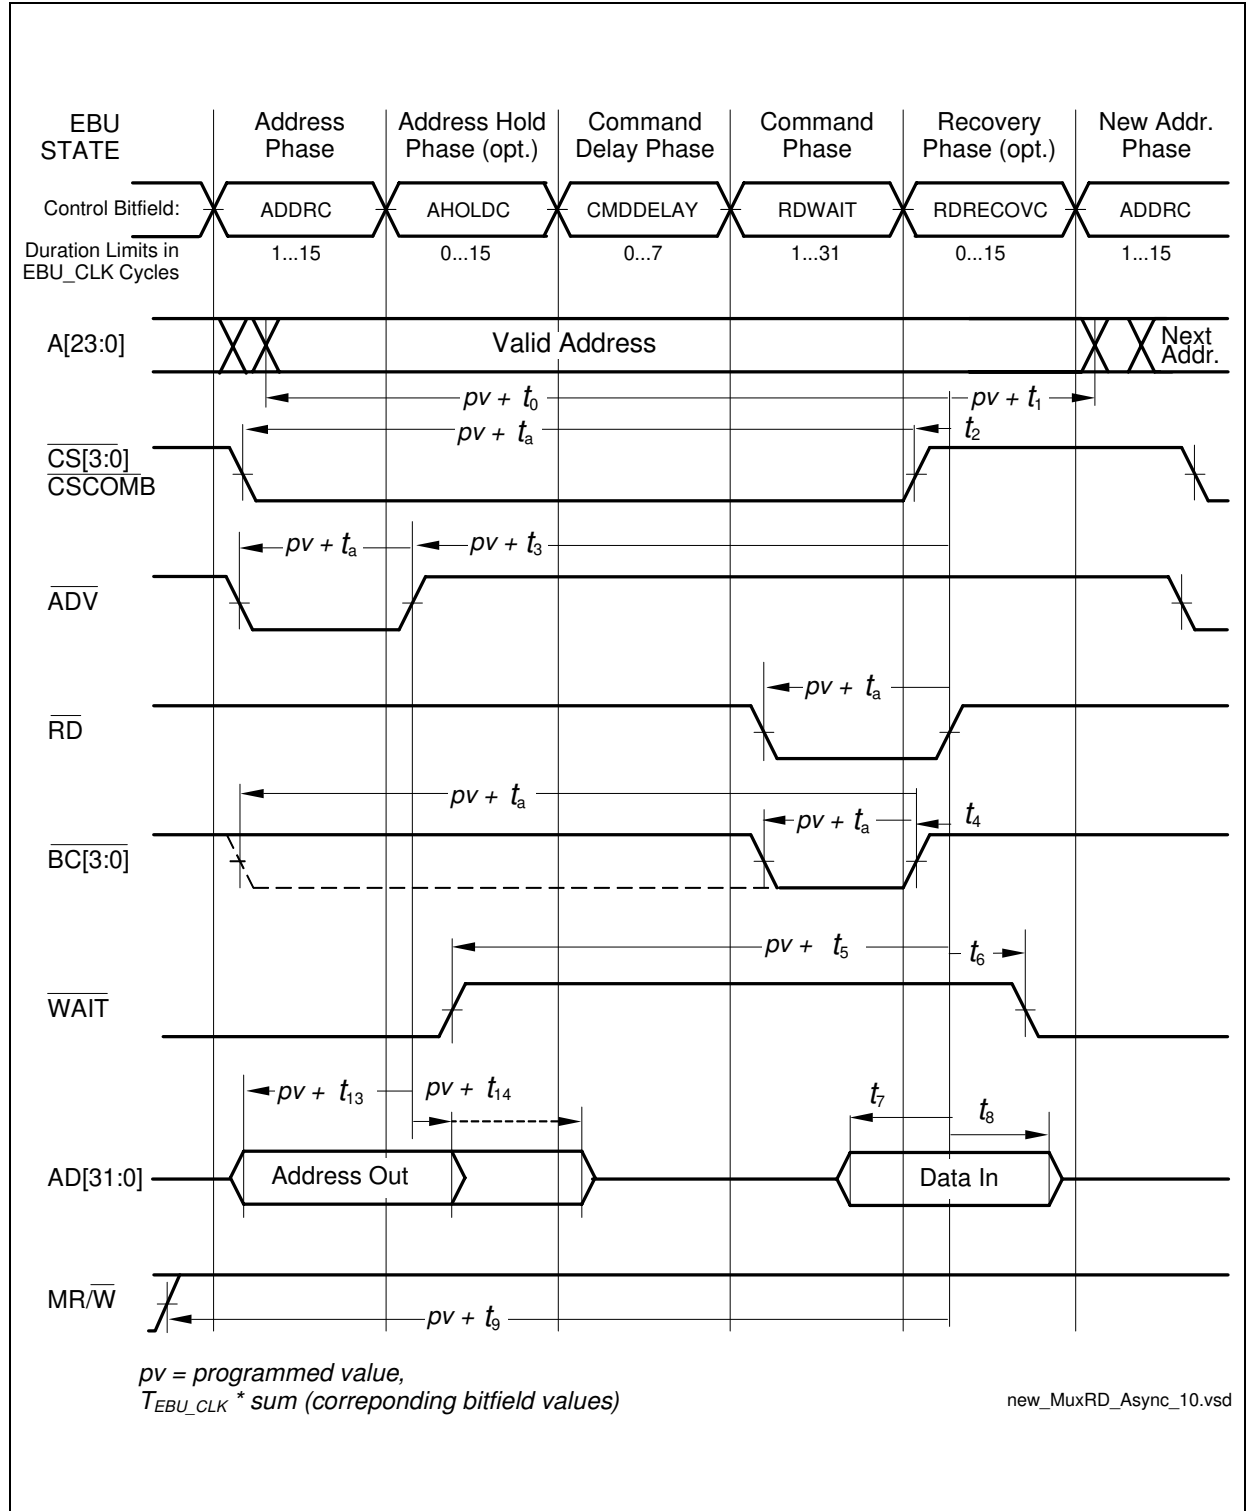 EBU STATE
Address Phase
Address Hold Phase (opt.)
Command Delay Phase
Command Phase
Recovery Phase (opt.)
New Addr. Phase
Control Bitfield:
ADDRC
AHOLDC
CMDDELAY
RDWAIT
RDRECOVC
ADDRC
Duration Limits in EBU_CLK Cycles
1...15
0...15
0...7
1...31
0...15
1...15
A[23:0]
Valid Address
Next Addr.
pv + t0
pv + t1
pv + ta
t2
CS[3:0]
CSCOMB
pv + ta
pv + t3
ADV
pv + ta
RD
pv + ta
pv + ta
t4
BC[3:0]
pv + t5
t6
WAIT
pv + t13
pv + t14
t7
t8
AD[31:0]
Address Out
Data In
MR/W
pv + t9
pv = programmed value,
TEBU_CLK * sum (correponding bitfield values)
new_MuxRD_Async_10.vsd